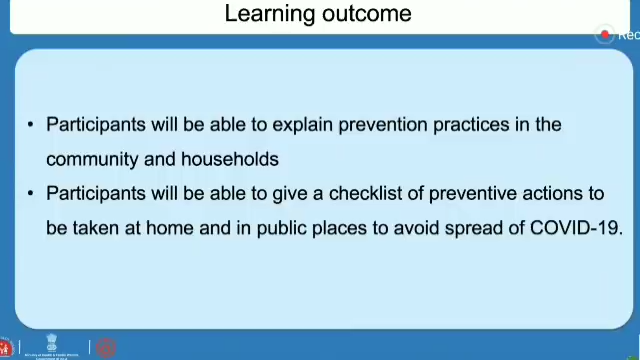 Learning outcome
Rec
• Participants will be able to explain prevention practices in the
community and households
• Participants will be able to give a checklist of preventive actions to
be taken at home and in public places to avoid spread of COVID-19.